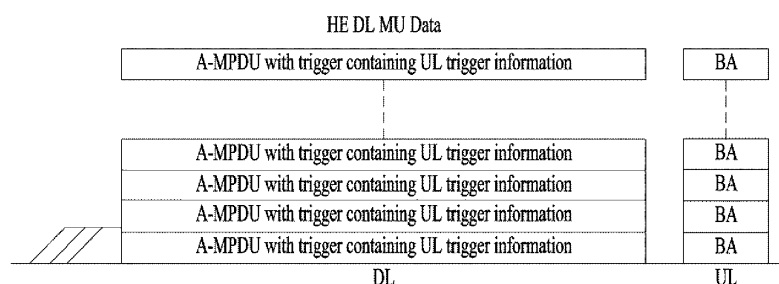 HE DL MU Data
A-MPDU with trigger containing UL trigger information BA
A-MPDU with trigger containing UL trigger information BA
A-MPDU with trigger containing UL trigger information BA
A-MPDU with trigger containing UL trigger information BA
A-MPDU with trigger containing UL trigger information BA
DL UL